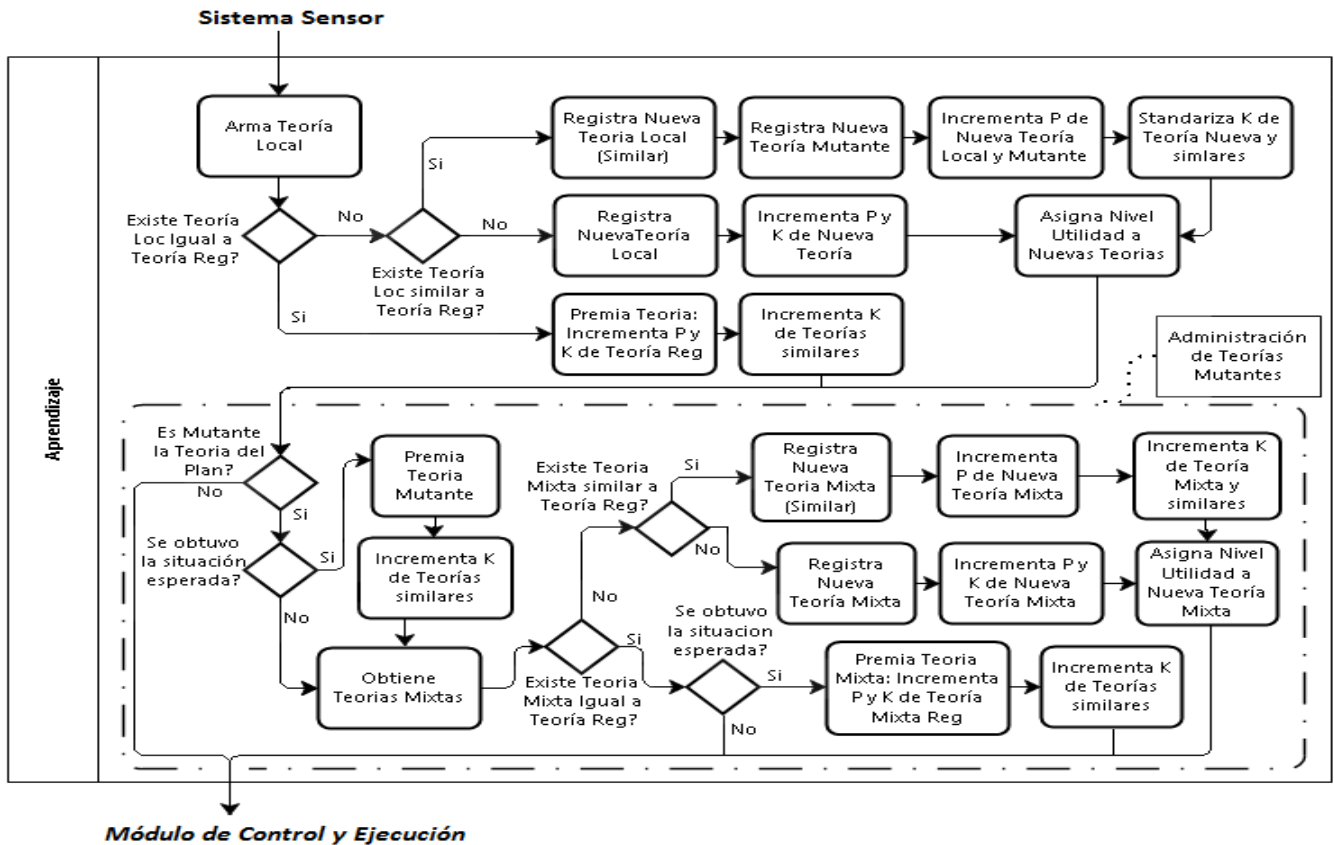 Sistema Sensor
Aprendizaje
Arma Teoría
Local
Existe Teoría
Loc Igual a
Teoría Reg?
No
Si
Existe Teoría
Loc similar a
Teoría Reg?
Si
No
Registra Nueva
Teoria Local
(Similar)
Registra Nueva
Teoría Mutante
Incrementa P de
Nueva Teoría
Local y Mutante
Standariza K de
Teoría Nueva y
simlares
Registra
NuevaTeoría
Local
Incrementa P y
K de Nueva
Teoría
Asigna Nivel
Utilidad a
Nuevas Teorias
Premia Teoria:
Incrementa P y
K de Teoría Reg
Incrementa K
de Teorías
similares
Administración
de Teorías
Mutantes
Es Mutante
la Teoria del
Plan?
No
Si
Se obtuvo
la situación
esperada?
Si
No
Premia
Teoria
Mutante
Incrementa K
de Teorías
similares
Obtiene
Teorias Mixtas
Existe Teoria
Mixta Igual a
Teoría Reg?
No
Si
Existe Teoria
Mixta similar a
Teoría Reg?
Si
No
Registra
Nueva
Teoria Mixta
(Similar)
Incrementa
P de Nueva
Teoría Mixta
Incrementa K
de Teoría
Mixta y
similares
Registra
Nueva
Teoría Mixta
Incrementa P y
K de Nueva
Teoría Mixta
Asigna Nivel
Utilidad a
Nueva Teoría
Mixta
Se obtuvo
la situacion
esperada?
Si
No
Premia Teoria
Mixta: Incrementa
P y K de Teoría
Mixta Reg
Incrementa K
de Teorías
similares
Módulo de Control y Ejecución